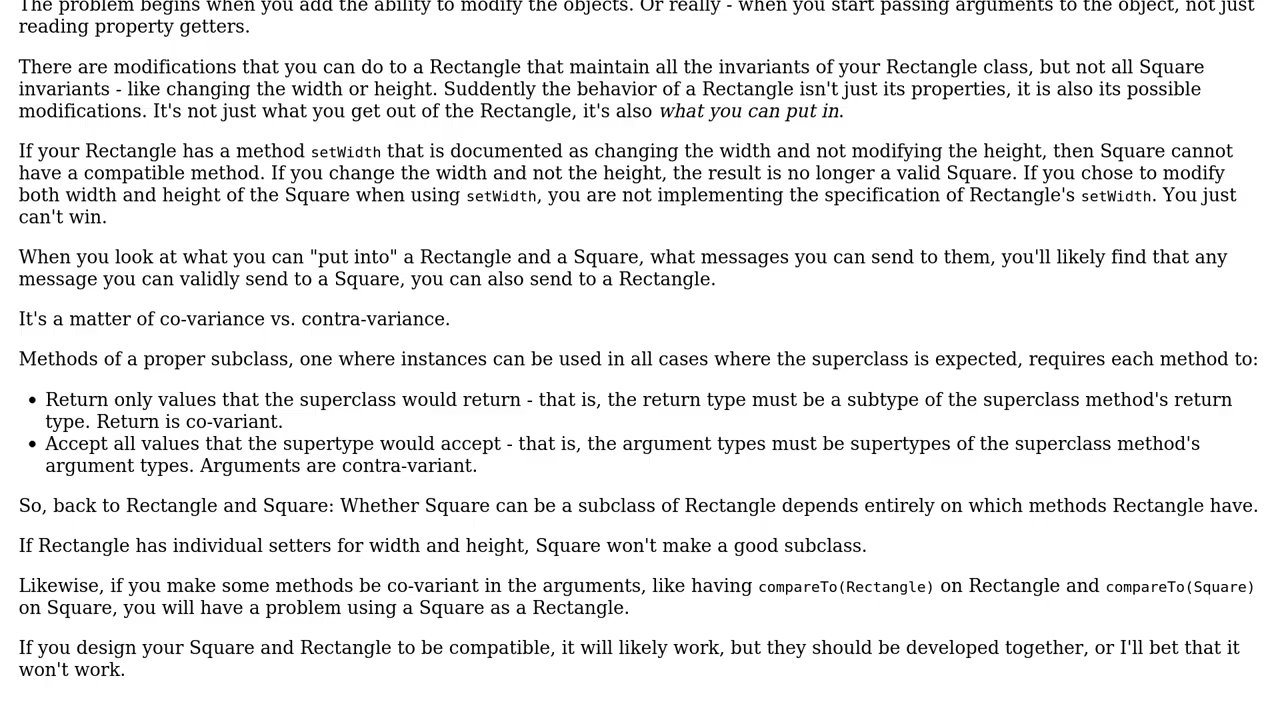 The problem begins when you add the ability to modify the objects. Or really - when you start passing arguments to the object, not just
reading property getters.
There are modifications that you can do to a Rectangle that maintain all the invariants of your Rectangle class, but not all Square
invariants - like changing the width or height. Suddenly the behavior of a Rectangle isn't just its properties, it is also its possible
modifications. It's not just what you get out of the Rectangle, it's also what you can put in.
If your Rectangle has a method setWidth that is documented as changing the width and not modifying the height, then Square cannot
have a compatible method. If you change the width and not the height, the result is no longer a valid Square. If you chose to modify
both width and height of the Square when using setWidth, you are not implementing the specification of Rectangle's setWidth. You just
can't win.
When you look at what you can "put into" a Rectangle and a Square, what messages you can send to them, you'll likely find that any
message you can validly send to a Square, you can also send to a Rectangle.
It's a matter of co-variance vs. contra-variance.
Methods of a proper subclass, one where instances can be used in all cases where the superclass is expected, requires each method to:
• Return only values that the superclass would return - that is, the return type must be a subtype of the superclass method's return
type. Return is co-variant.
• Accept all values that the supertype would accept - that is, the argument types must be supertypes of the superclass method's
argument types. Arguments are contra-variant.
So, back to Rectangle and Square: Whether Square can be a subclass of Rectangle depends entirely on which methods Rectangle have.
If Rectangle has individual setters for width and height, Square won't make a good subclass.
Likewise, if you make some methods be co-variant in the arguments, like having compareTo(Rectangle) on Rectangle and compareTo(Square)
on Square, you will have a problem using a Square as a Rectangle.
If you design your Square and Rectangle to be compatible, it will likely work, but they should be developed together, or I'll bet that it
won't work.